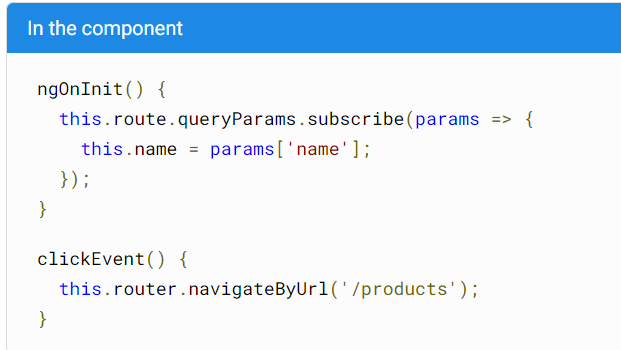 In the component
ngOnInit() {
  this.route.queryParams.subscribe(params => {
    this.name = params['name'];
  });
}
clickEvent() {
  this.router.navigateByUrl('/products');
}